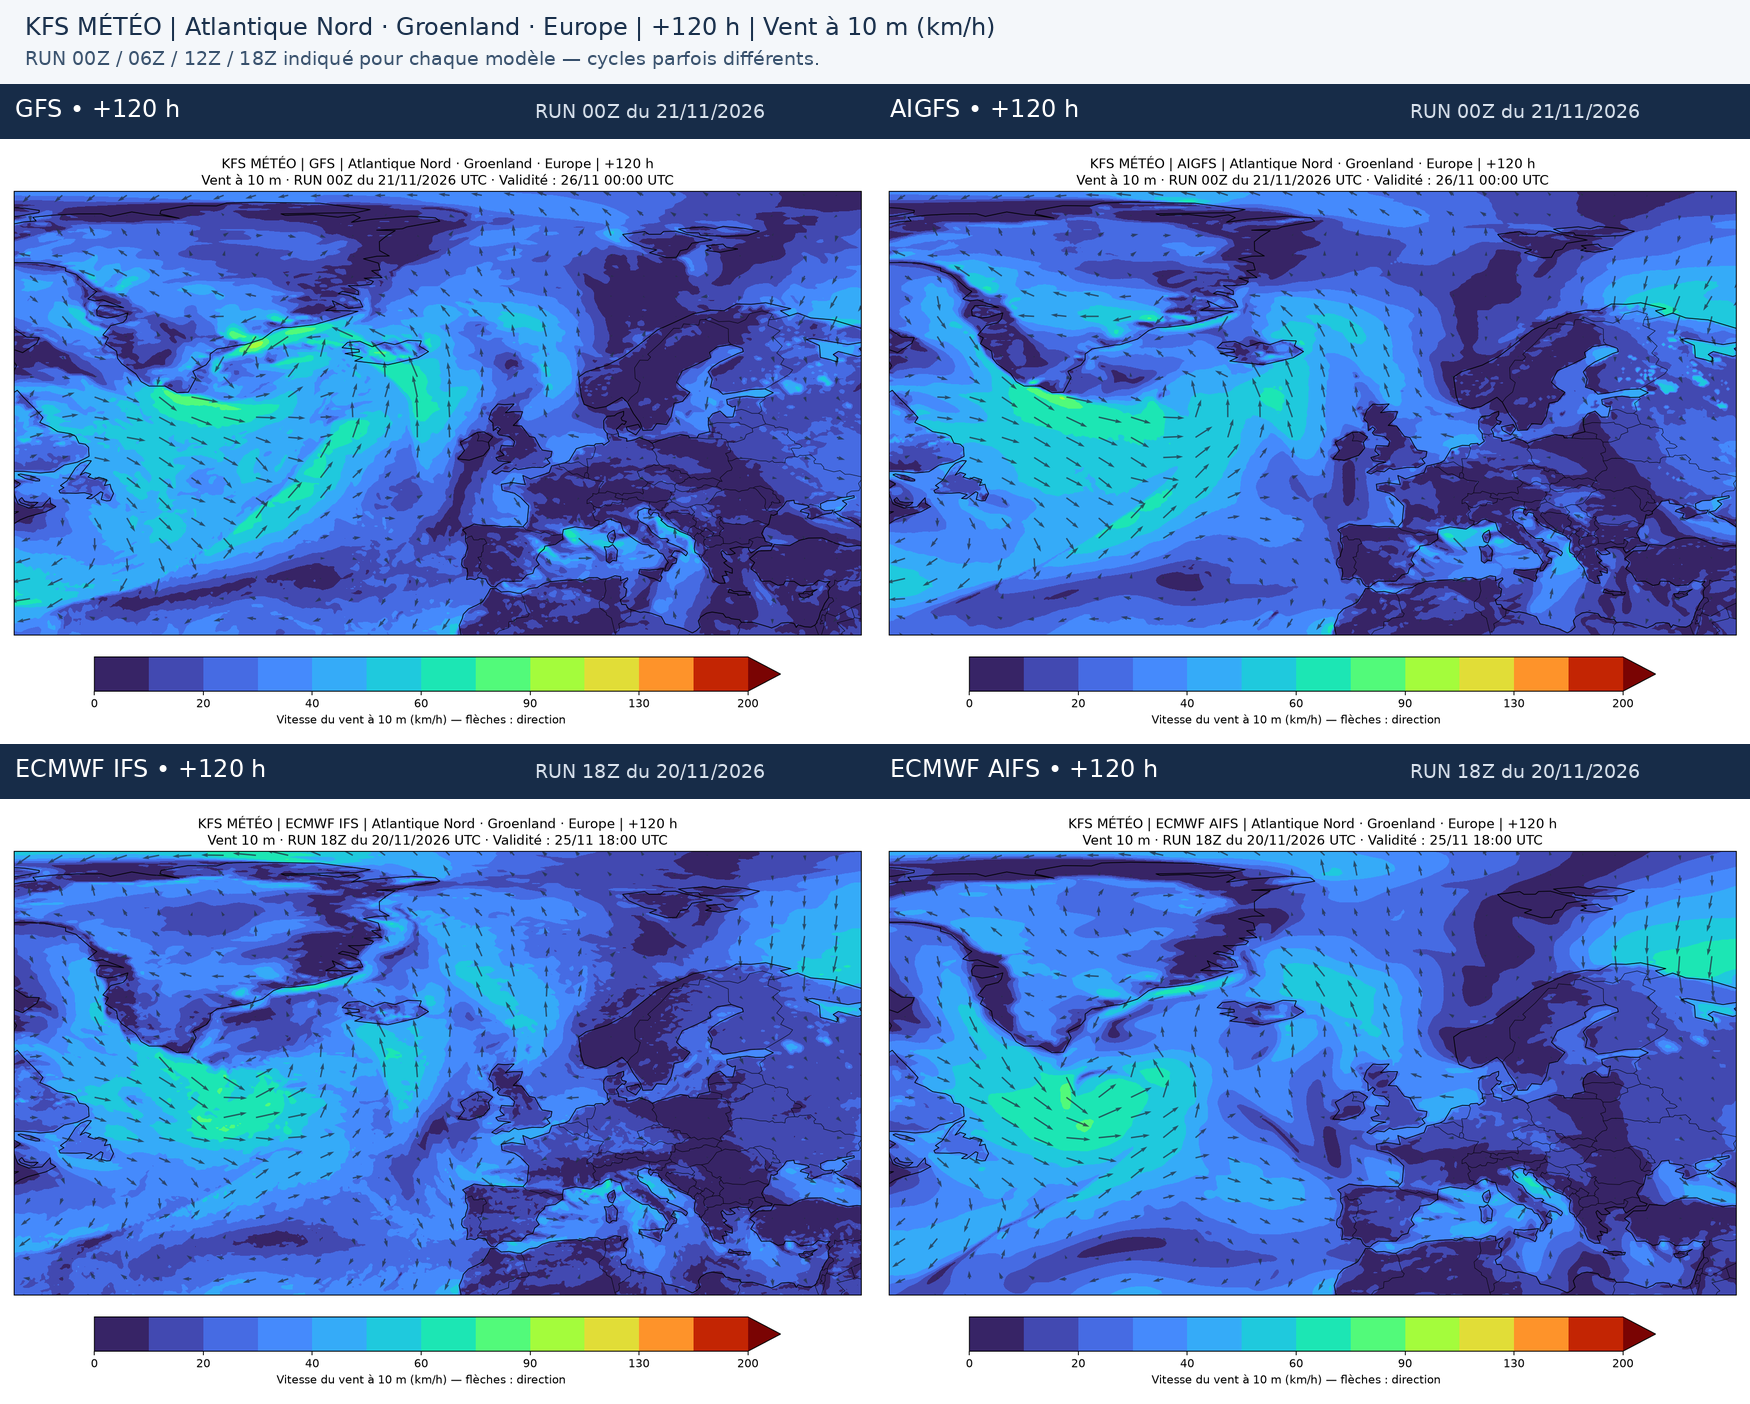 KFS MÉTÉO | Atlantique Nord · Groenland · Europe | +120 h | Vent à 10 m (km/h)
RUN 00Z / 06Z / 12Z / 18Z indiqué pour chaque modèle — cycles parfois différents.
GFS • +120 h
RUN 00Z du 21/11/2026
KFS MÉTÉO | GFS | Atlantique Nord · Groenland · Europe | +120 h
Vent à 10 m · RUN 00Z du 21/11/2026 UTC · Validité : 26/11 00:00 UTC
0 20 40 60 90 130 200
Vitesse du vent à 10 m (km/h) — flèches : direction
AIGFS • +120 h
RUN 00Z du 21/11/2026
KFS MÉTÉO | AIGFS | Atlantique Nord · Groenland · Europe | +120 h
Vent à 10 m · RUN 00Z du 21/11/2026 UTC · Validité : 26/11 00:00 UTC
0 20 40 60 90 130 200
Vitesse du vent à 10 m (km/h) — flèches : direction
ECMWF IFS • +120 h
RUN 18Z du 20/11/2026
KFS MÉTÉO | ECMWF IFS | Atlantique Nord · Groenland · Europe | +120 h
Vent 10 m · RUN 18Z du 20/11/2026 UTC · Validité : 25/11 18:00 UTC
0 20 40 60 90 130 200
Vitesse du vent à 10 m (km/h) — flèches : direction
ECMWF AIFS • +120 h
RUN 18Z du 20/11/2026
KFS MÉTÉO | ECMWF AIFS | Atlantique Nord · Groenland · Europe | +120 h
Vent 10 m · RUN 18Z du 20/11/2026 UTC · Validité : 25/11 18:00 UTC
0 20 40 60 90 130 200
Vitesse du vent à 10 m (km/h) — flèches : direction